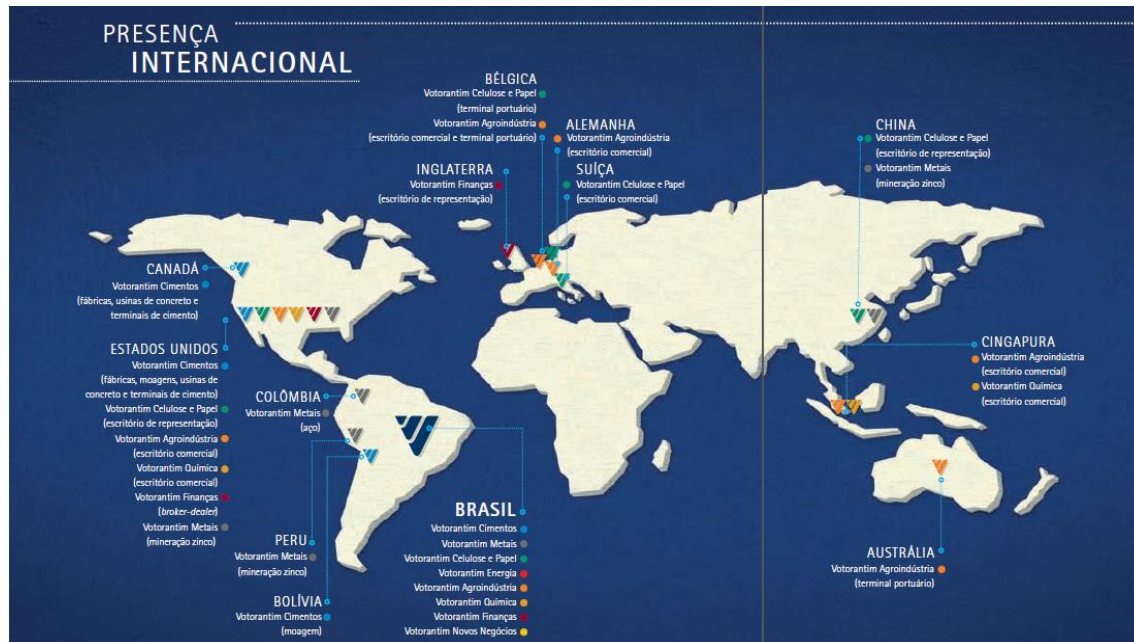 PRESENÇA
INTERNACIONAL
BÉLGICA
Votorantim Celulose e Papel
(terminal portuário)
Votorantim Agroindústria
(escritório comercial e terminal portuário)
ALEMANHA
Votorantim Agroindústria
(escritório comercial)
INGLATERRA
Votorantim Finanças
(escritório de representação)
SUÍÇA
Votorantim Celulose e Papel
(escritório comercial)
CHINA
Votorantim Celulose e Papel
(escritório de representação)
Votorantim Metais
(mineração zinco)
CANADÁ
Votorantim Cimentos
(fábricas, usinas de concreto e
terminais de cimento)
ESTADOS UNIDOS
Votorantim Cimentos
(fábricas, moagens, usinas de
concreto e terminais de cimento)
Votorantim Celulose e Papel
(escritório de representação)
Votorantim Agroindústria
(escritório comercial)
Votorantim Química
(escritório comercial)
Votorantim Finanças
(broker-dealer)
Votorantim Metais
(mineração zinco)
COLÔMBIA
Votorantim Metais
(aço)
PERU
Votorantim Metais
(mineração zinco)
BOLÍVIA
Votorantim Cimentos
(moagem)
BRASIL
Votorantim Cimentos
Votorantim Metais
Votorantim Celulose e Papel
Votorantim Energia
Votorantim Agroindústria
Votorantim Química
Votorantim Finanças
Votorantim Novos Negócios
CINGAPURA
Votorantim Agroindústria
(escritório comercial)
Votorantim Química
(escritório comercial)
AUSTRÁLIA
Votorantim Agroindústria
(terminal portuário)